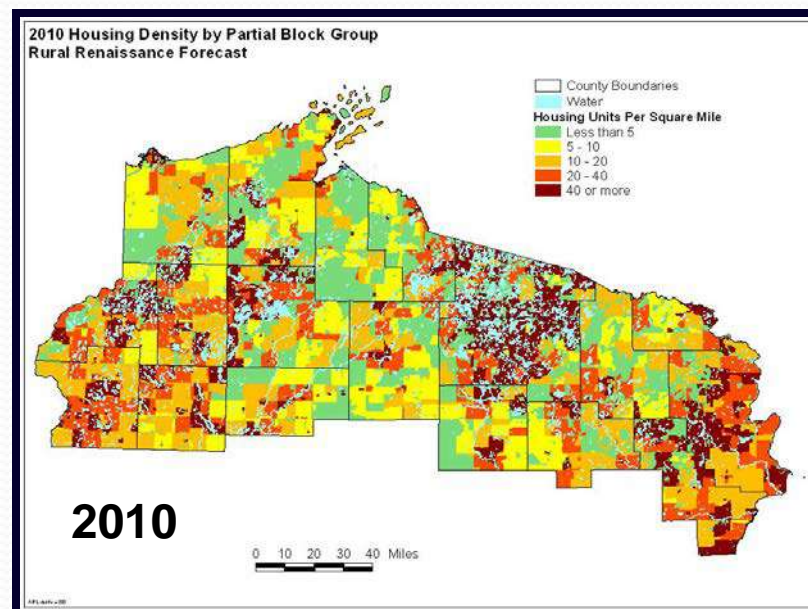 2010 Housing Density by Partial Block Group
Rural Renaissance Forecast
County Boundaries
Water
Housing Units Per Square Mile
Less than 5
5 - 10
10 - 20
20 - 40
40 or more
2010
0 10 20 30 40 Miles